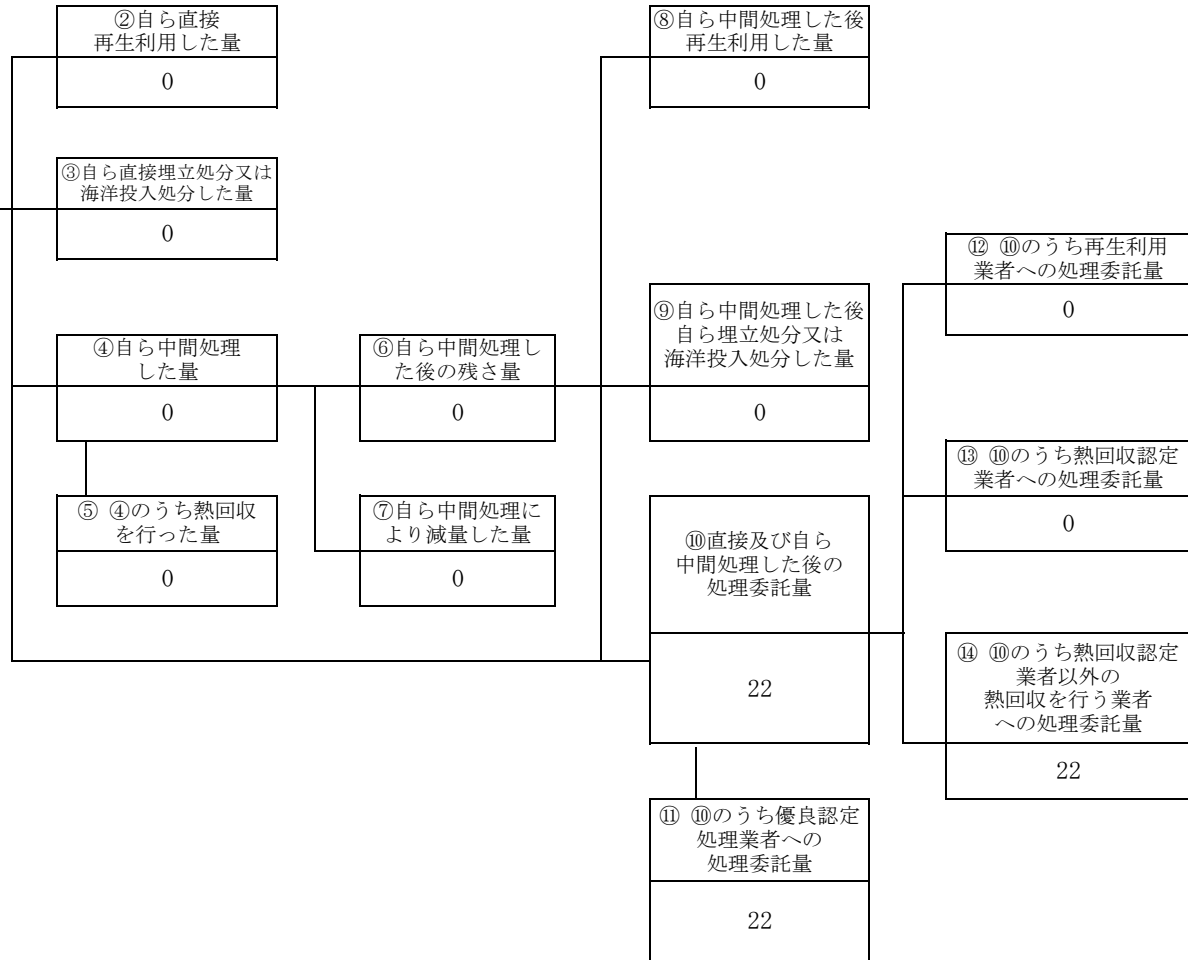 ②自ら直接
再生利用した量
0
③自ら直接埋立処分又は
海洋投入処分した量
0
④自ら中間処理
した量
0
⑤ ④のうち熱回収
を行った量
0
⑥自ら中間処理し
た後の残さ量
0
⑦自ら中間処理に
より減量した量
0
⑧自ら中間処理した後
再生利用した量
0
⑨自ら中間処理した後
自ら埋立処分又は
海洋投入処分した量
0
⑩直接及び自ら
中間処理した後の
処理委託量
22
⑪ ⑩のうち優良認定
処理業者への
処理委託量
22
⑫ ⑩のうち再生利用
業者への処理委託量
0
⑬ ⑩のうち熱回収認定
業者への処理委託量
0
⑭ ⑩のうち熱回収認定
業者以外の
熱回収を行う業者
への処理委託量
22